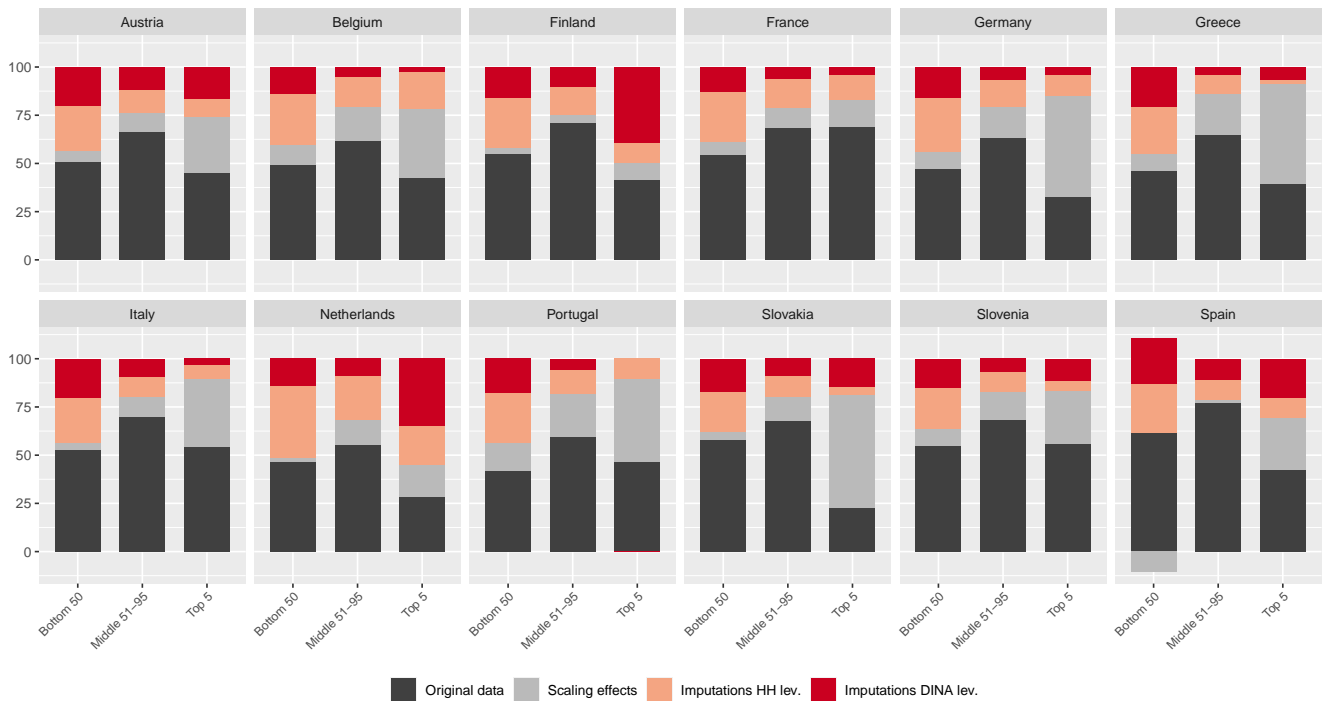 Austria Belgium Finland France Germany Greece
100
75
50
25
0
Italy Netherlands Portugal Slovakia Slovenia Spain
100
75
50
25
0
Bottom 50 Middle 51–95 Top 5 Bottom 50 Middle 51–95 Top 5 Bottom 50 Middle 51–95 Top 5 Bottom 50 Middle 51–95 Top 5 Bottom 50 Middle 51–95 Top 5 Bottom 50 Middle 51–95 Top 5
Original data Scaling effects Imputations HH lev. Imputations DINA lev.